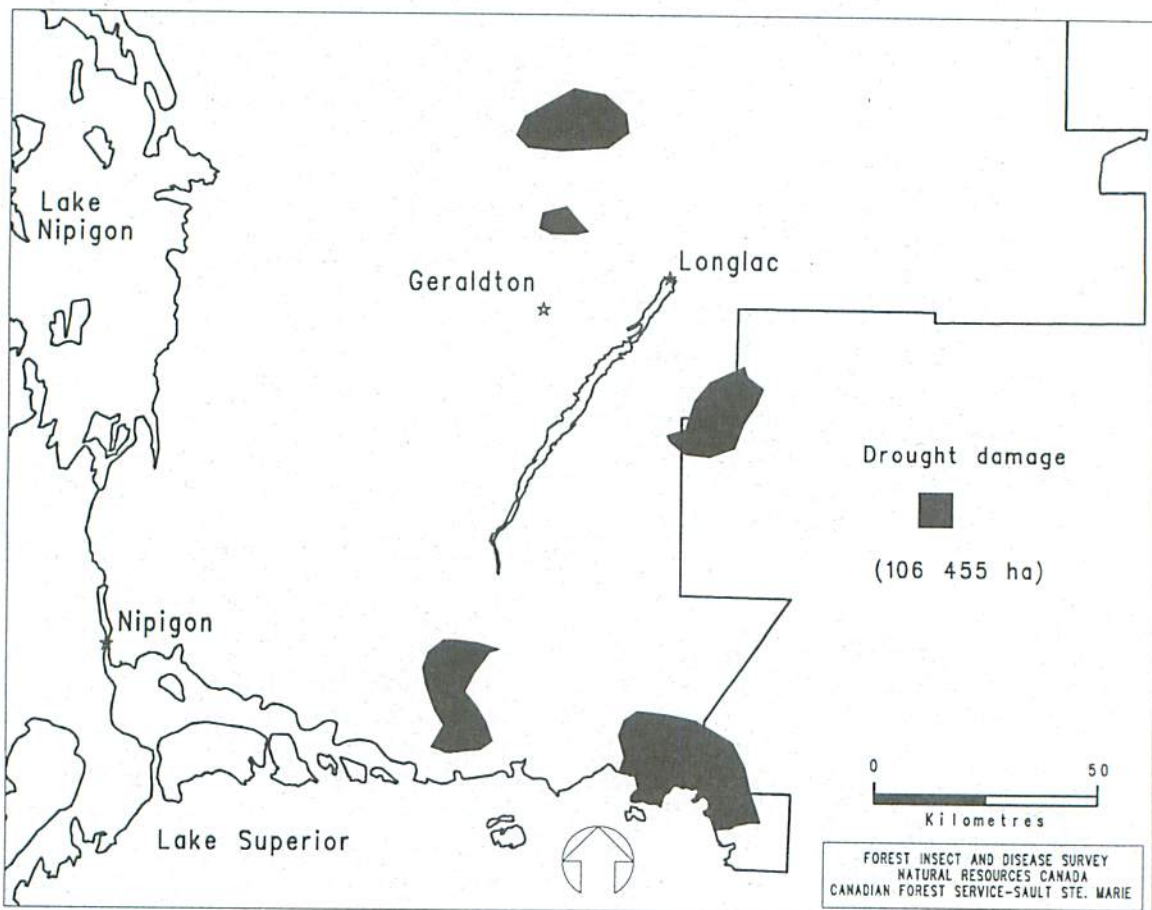 Lake
Nipigon
Geraldton
Longlac
Drought damage
(106 455 ha)
Nipigon
0 50
Kilometres
Lake Superior
FOREST INSECT AND DISEASE SURVEY
NATURAL RESOURCES CANADA
CANADIAN FOREST SERVICE-SAULT STE. MARIE